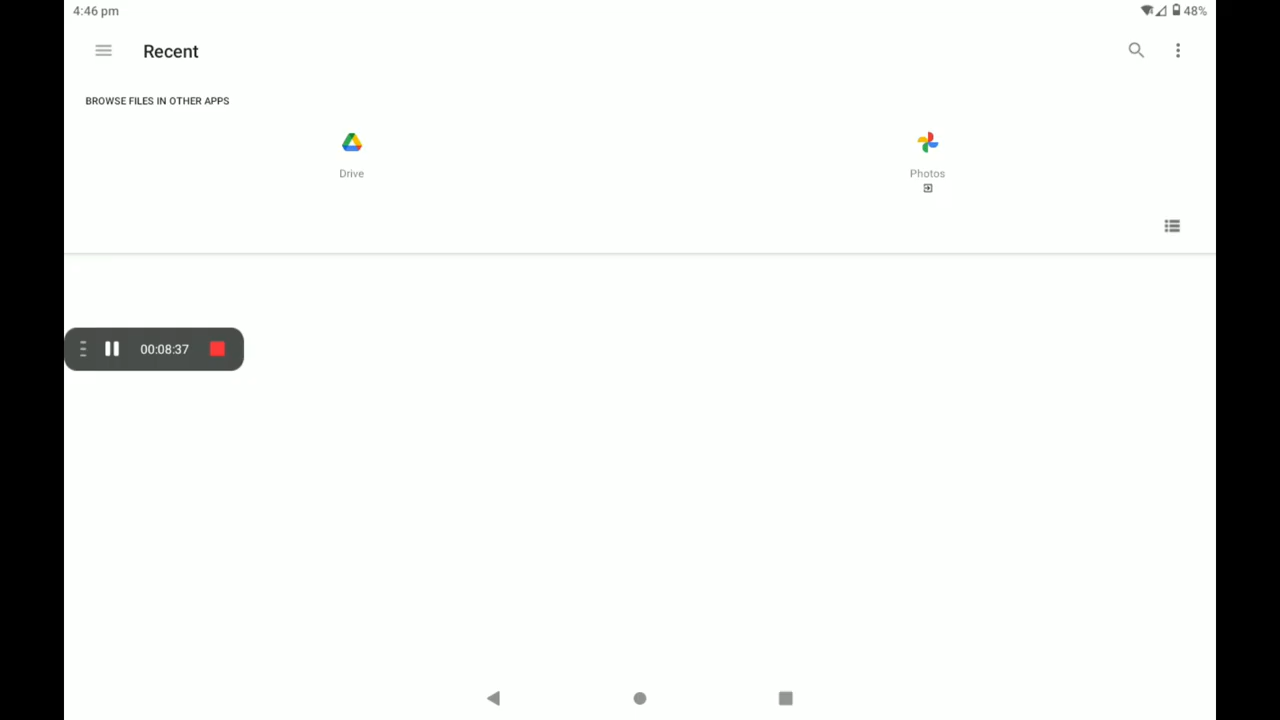 4:46 pm
48%
Recent
BROWSE FILES IN OTHER APPS
Drive
Photos
00:08:37